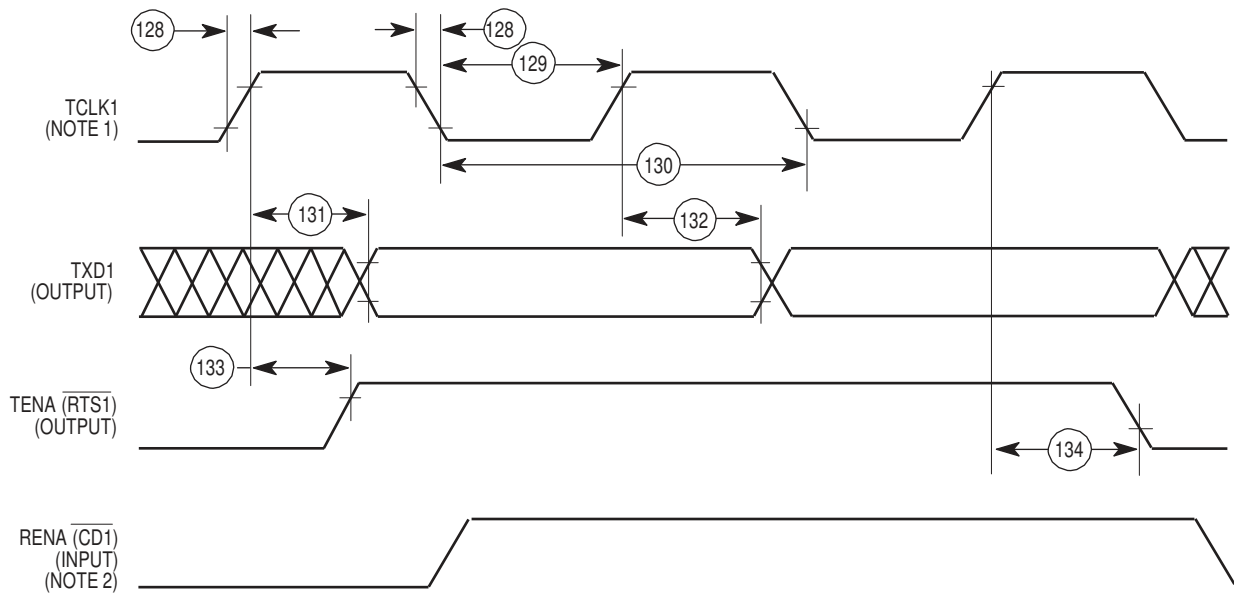 128
128
129
TCLK1
(NOTE 1)
130
131
132
TXD1
(OUTPUT)
133
TENA (RTS1)
(OUTPUT)
134
RENA (CD1)
(INPUT)
(NOTE 2)